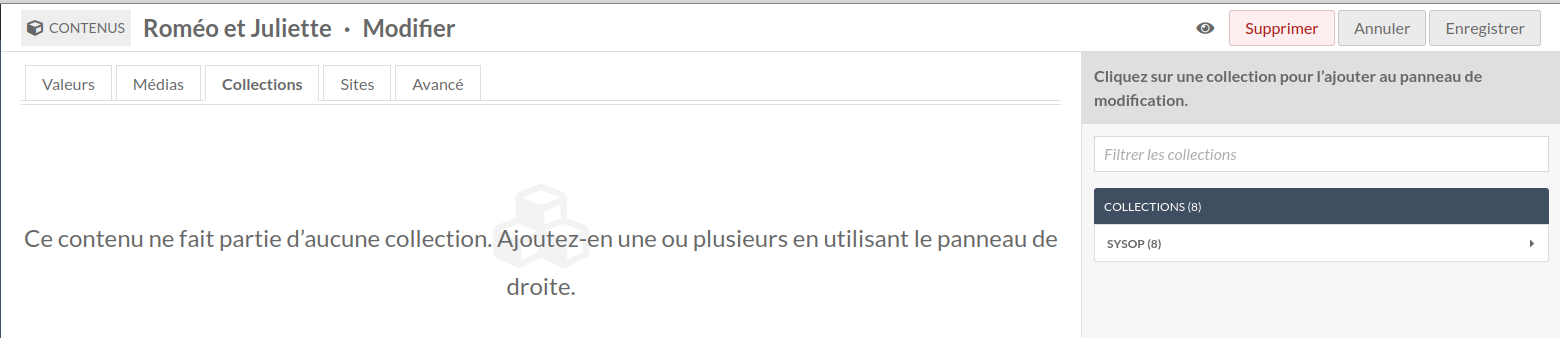 CONTENUS Roméo et Juliette · Modifier Supprimer Annuler Enregistrer
Valeurs Médias Collections Sites Avancé
Ce contenu ne fait partie d’aucune collection. Ajoutez-en une ou plusieurs en utilisant le panneau de
droite.
Cliquez sur une collection pour l’ajouter au panneau de
modification.
Filtrer les collections
COLLECTIONS (8)
SYSOP (8)